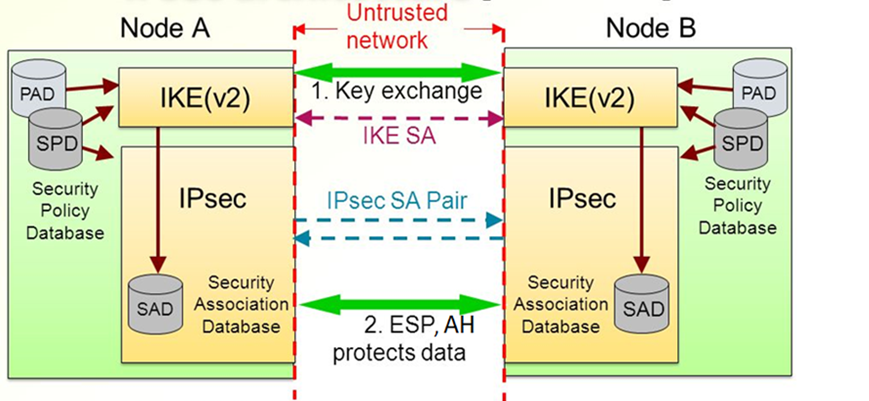 Node A
Untrusted
network
Node B
PAD
IKE(v2)
1. Key exchange
IKE(v2)
PAD
SPD
IKE SA
SPD
Security
Policy
Database
IPsec
IPsec SA Pair
IPsec
Security
Policy
Database
SAD
Security
Association
Database
2. ESP, AH
protects data
Security
Association
Database
SAD